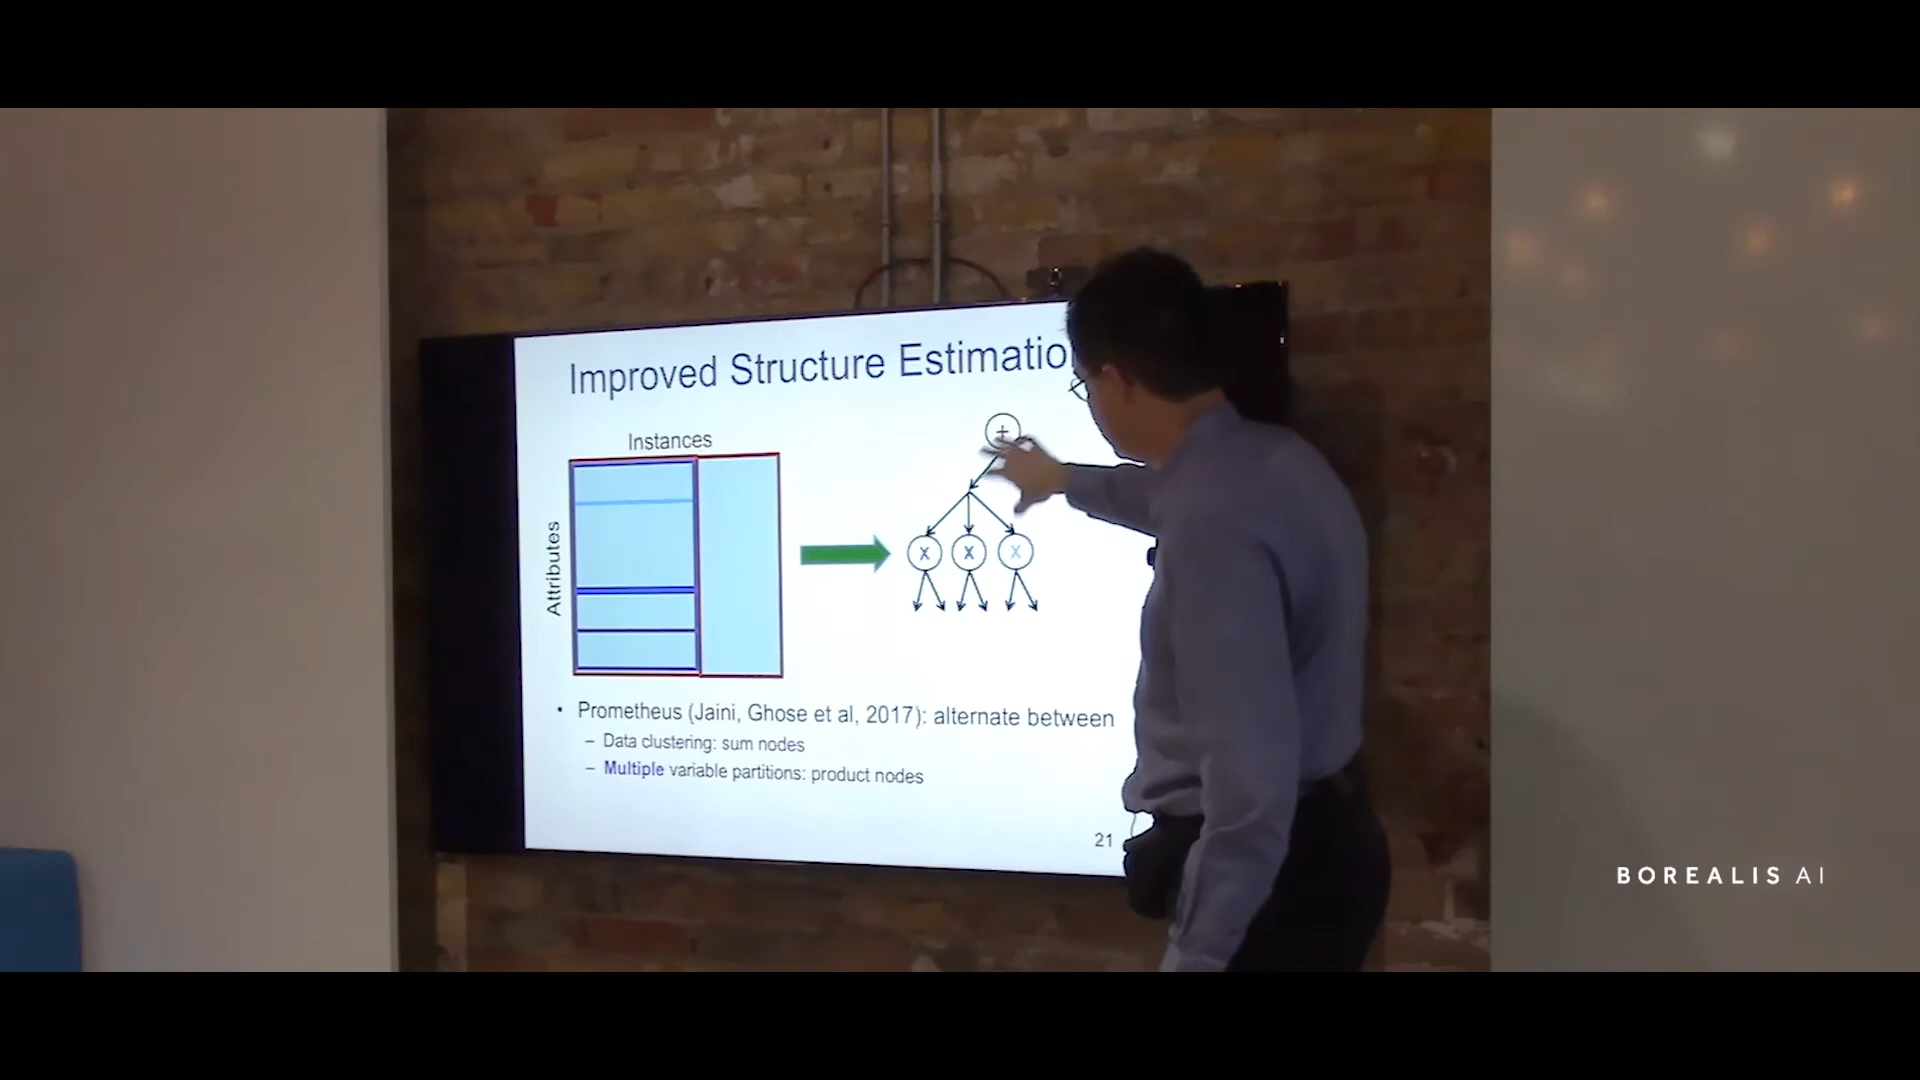 Improved Structure Estimatio
Instances
Attributes
+
x x x
• Prometheus (Jaini, Ghose et al, 2017): alternate between
– Data clustering: sum nodes
– Multiple variable partitions: product nodes
21
BOREALIS AI